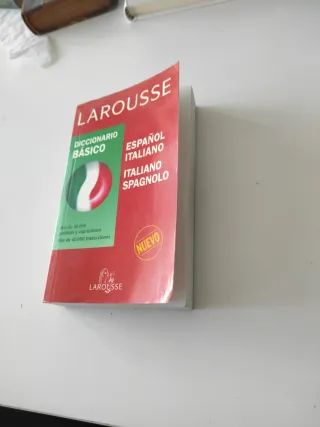 LAROUSSE
DICCIONARIO
BÁSICO
ESPAÑOL
ITALIANO
ITALIANO
SPAGNOLO
NUEVO
LAROUSSE